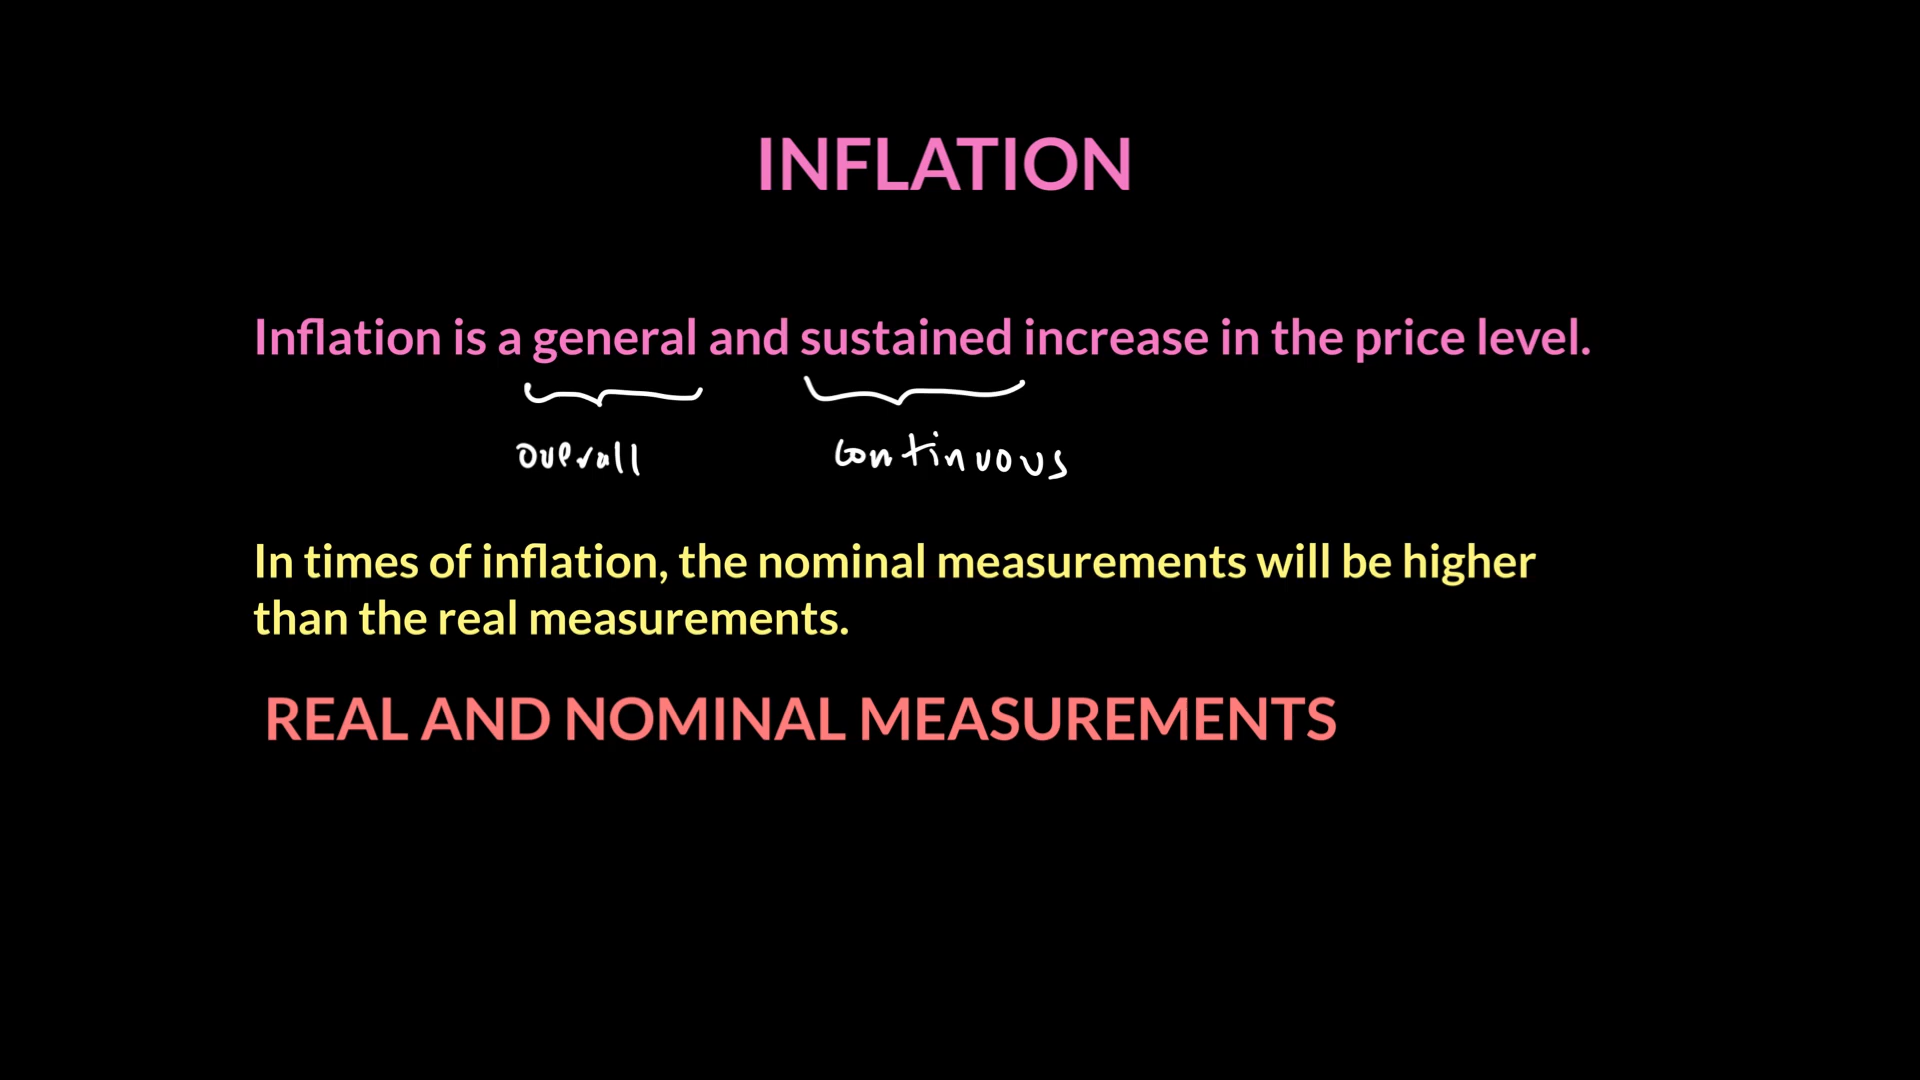 INFLATION
Inflation is a general and sustained increase in the price level.
overall continuous
In times of inflation, the nominal measurements will be higher
than the real measurements.
REAL AND NOMINAL MEASUREMENTS